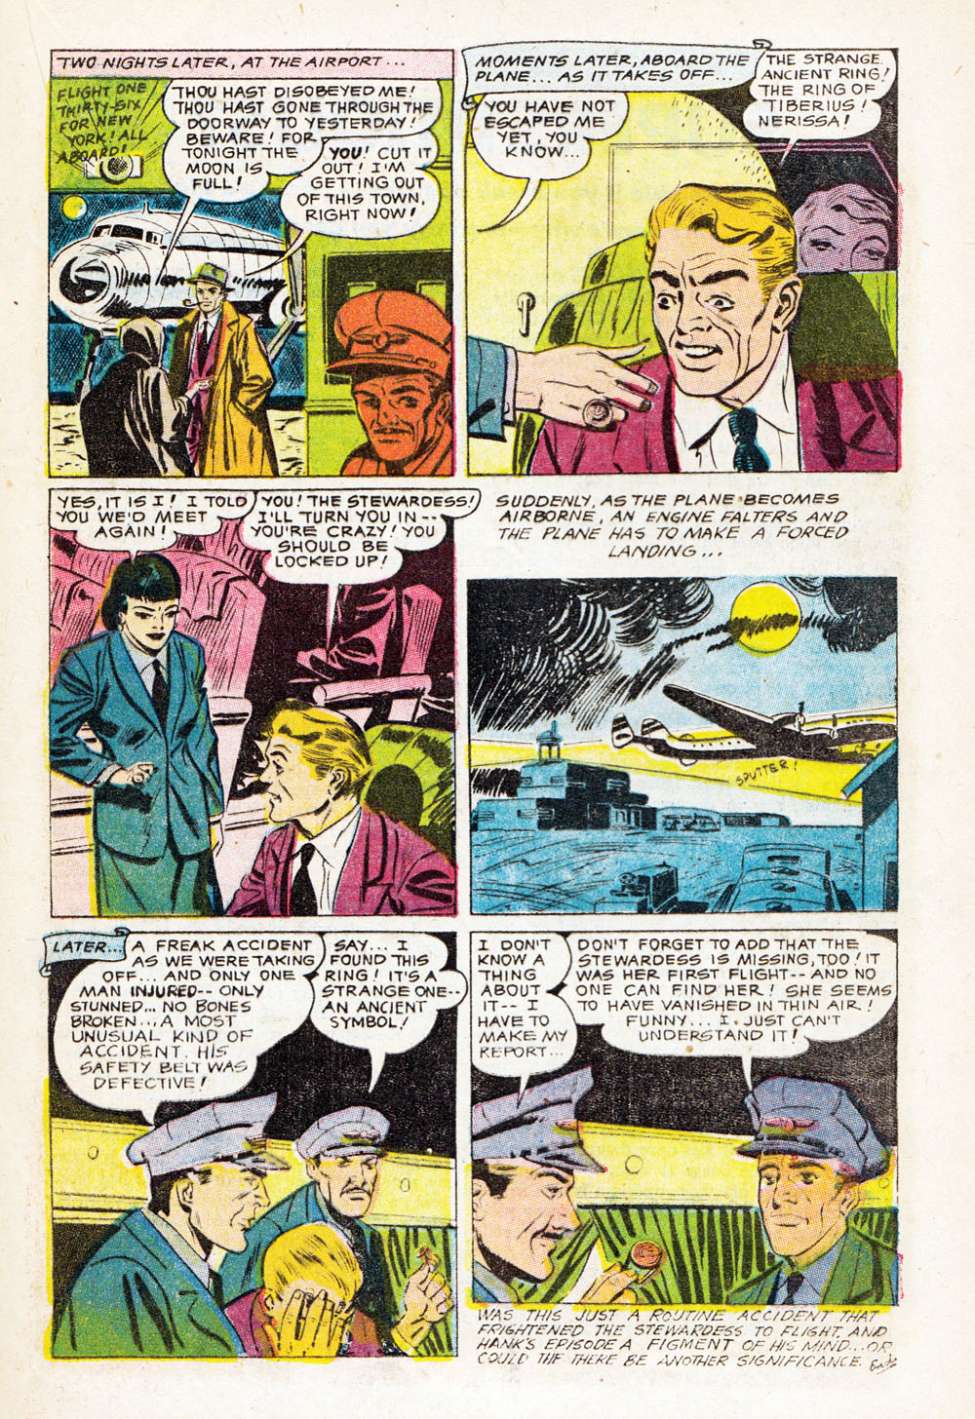 TWO NIGHTS LATER, AT THE AIRPORT...
FLIGHT ONE
THIRTY-SIX
FOR NEW
YORK! ALL
ABOARD!
THOU HAST DISOBEYED ME!
THOU HAST GONE THROUGH THE
DOORWAY TO YESTERDAY!
BEWARE! FOR
TONIGHT THE
MOON IS
FULL!
YOU! CUT IT
OUT! I'M
GETTING OUT
OF THIS TOWN,
RIGHT NOW!
MOMENTS LATER, ABOARD THE
PLANE... AS IT TAKES OFF...
YOU HAVE NOT
ESCAPED ME
YET, YOU
KNOW...
THE STRANGE
ANCIENT RING!
THE RING OF
TIBERIUS!
NERISSA!
YES, IT IS I! I TOLD
YOU WE'D MEET
AGAIN!
YOU! THE STEWARDESS!
I'LL TURN YOU IN--
YOU'RE CRAZY! YOU
SHOULD BE
LOCKED UP!
SUDDENLY, AS THE PLANE BECOMES
AIRBORNE, AN ENGINE FALTERS AND
THE PLANE HAS TO MAKE A FORCED
LANDING...
SPUTTER!
LATER...
A FREAK ACCIDENT
AS WE WERE TAKING
OFF... AND ONLY ONE
MAN INJURED-- ONLY
STUNNED... NO BONES
BROKEN... A MOST
UNUSUAL KIND OF
ACCIDENT. HIS
SAFETY BELT WAS
DEFECTIVE!
SAY... I
FOUND THIS
RING! IT'S A
STRANGE ONE--
AN ANCIENT
SYMBOL!
I DON'T
KNOW A
THING
ABOUT
IT-- I
HAVE TO
MAKE MY
REPORT...
DON'T FORGET TO ADD THAT THE
STEWARDESS IS MISSING, TOO! IT
WAS HER FIRST FLIGHT-- AND NO
ONE CAN FIND HER! SHE SEEMS
TO HAVE VANISHED IN THIN AIR!
FUNNY... I JUST CAN'T
UNDERSTAND IT!
WAS THIS JUST A ROUTINE ACCIDENT THAT
FRIGHTENED THE STEWARDESS TO FLIGHT, AND
HANK'S EPISODE A FIGMENT OF HIS MIND... OR
COULD THE THERE BE ANOTHER SIGNIFICANCE. End